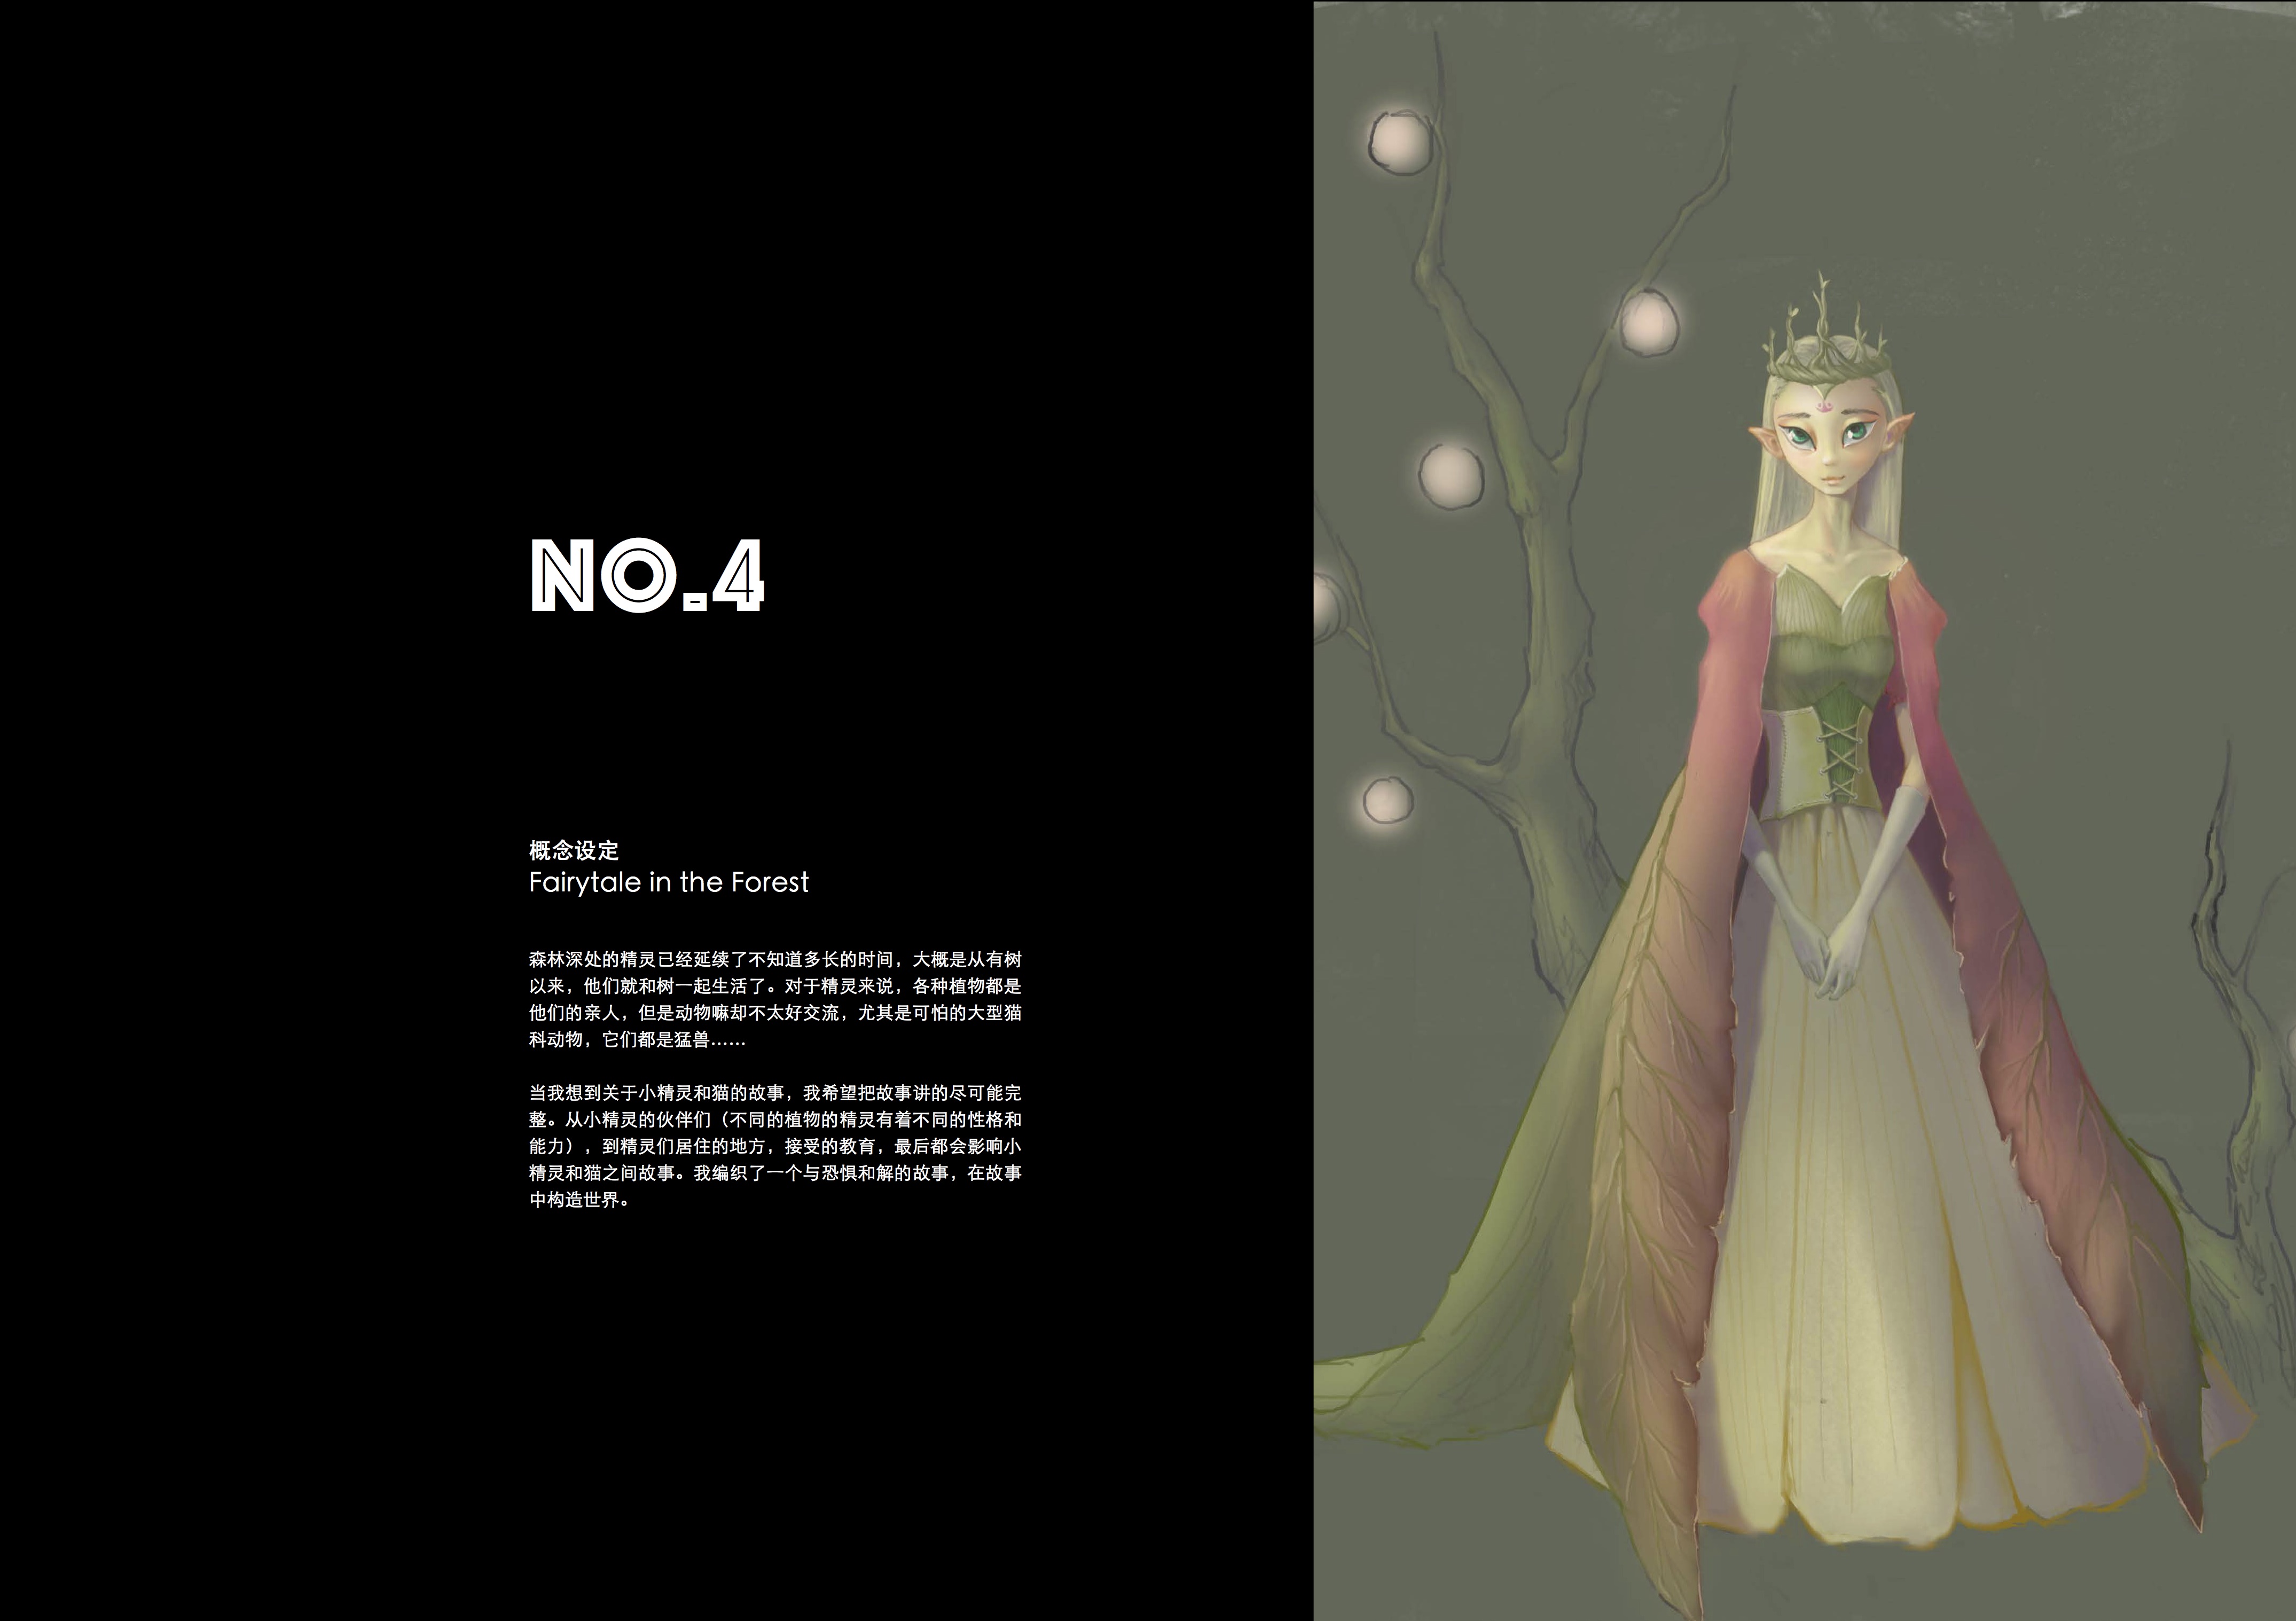 NO.4
概念设定
Fairytale in the Forest
森林深处的精灵已经延续了不知道多长的时间，大概是从有树
以来，他们就和树一起生活了。对于精灵来说，各种植物都是
他们的亲人，但是动物嘛却不太好交流，尤其是可怕的大型猫
科动物，它们都是猛兽……
当我想到关于小精灵和猫的故事，我希望把故事讲的尽可能完
整。从小精灵的伙伴们（不同的植物的精灵有着不同的性格和
能力），到精灵们居住的地方，接受的教育，最后都会影响小
精灵和猫之间故事。我编织了一个与恐惧和解的故事，在故事
中构造世界。